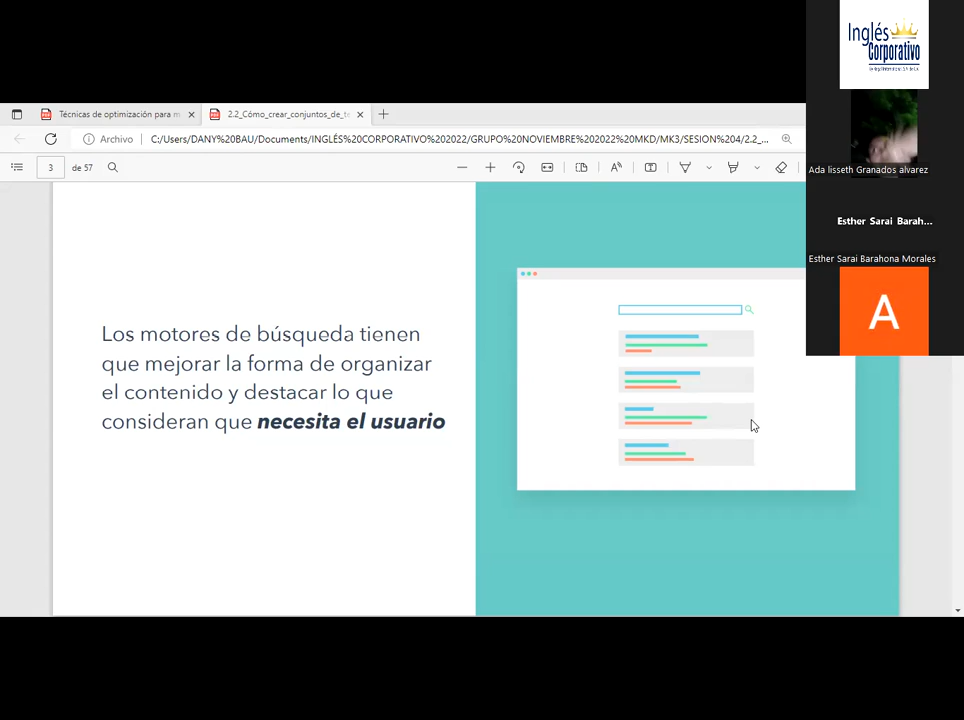 Inglés
Corporativo
Ada lisseth Granados alvarez
Esther Sarai Barah...
Esther Sarai Barahona Morales
A
Técnicas de optimización para m
2.2_Cómo_crear_conjuntos_de_te
Archivo
C:/Users/DANY%20BAU/Documents/INGLÉS%20CORPORATIVO%202022/GRUPO%20NOVIEMBRE%202022%20MKD/MK3/SESION%204/2.2_...
3
de 57
Los motores de búsqueda tienen
que mejorar la forma de organizar
el contenido y destacar lo que
consideran que necesita el usuario